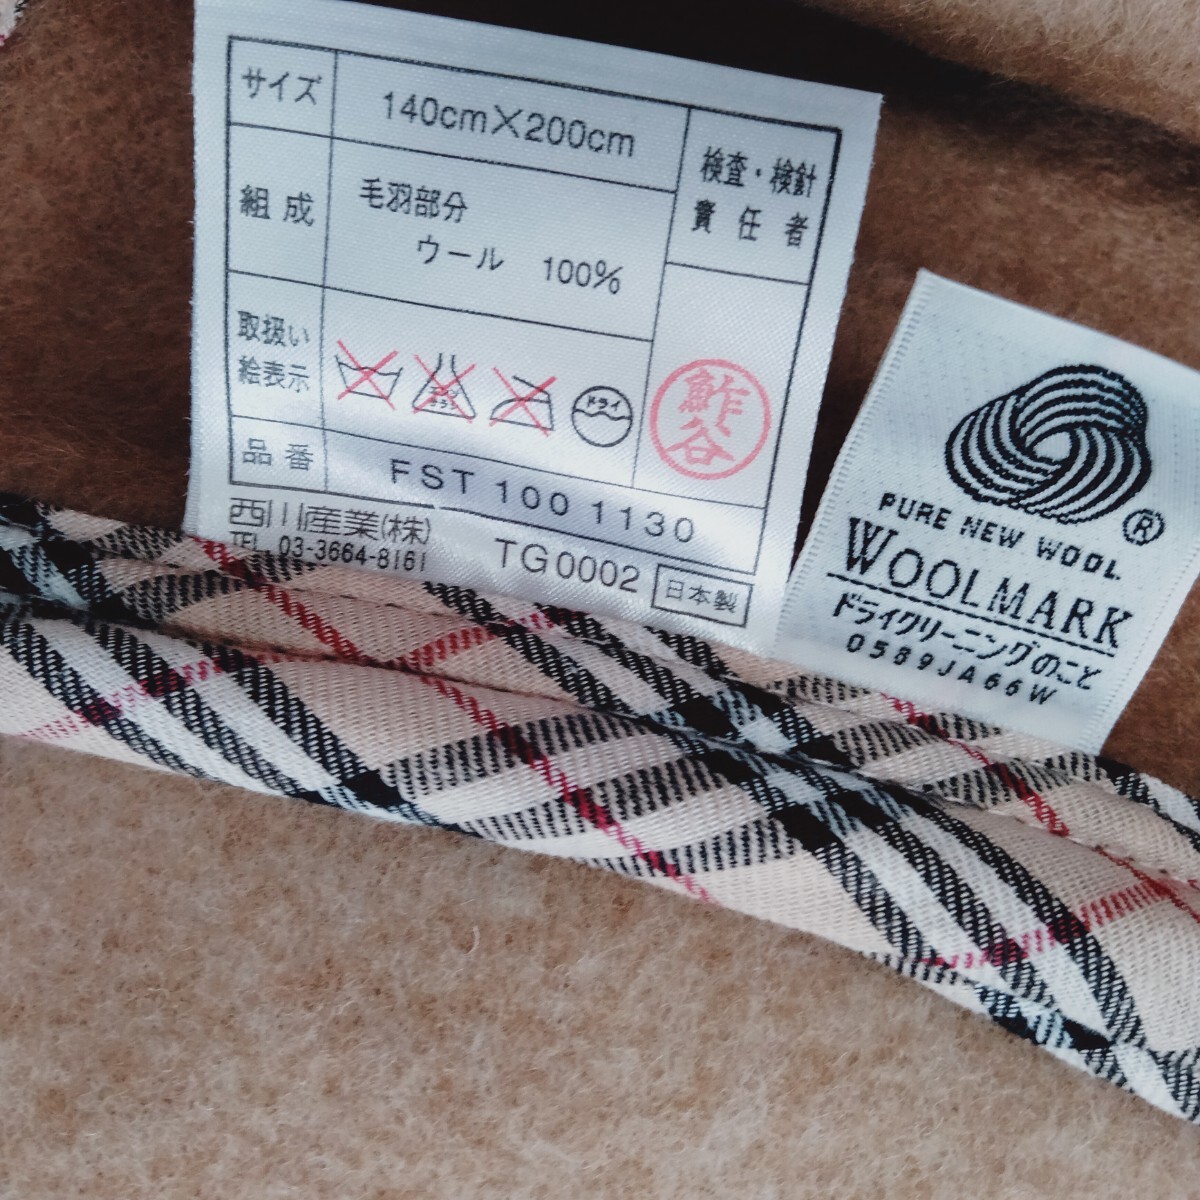 サイズ 140cm×200cm
検査・検針
責任者
組成 毛羽部分
ウール 100%
取扱い
絵表示
ドライ
鮓谷
品番 FST 100 1130
西川産業(株)
TEL 03-3664-8161 TG0002 日本製
PURE NEW WOOL
WOOLMARK
ドライクリーニングのこと
0589JA66W